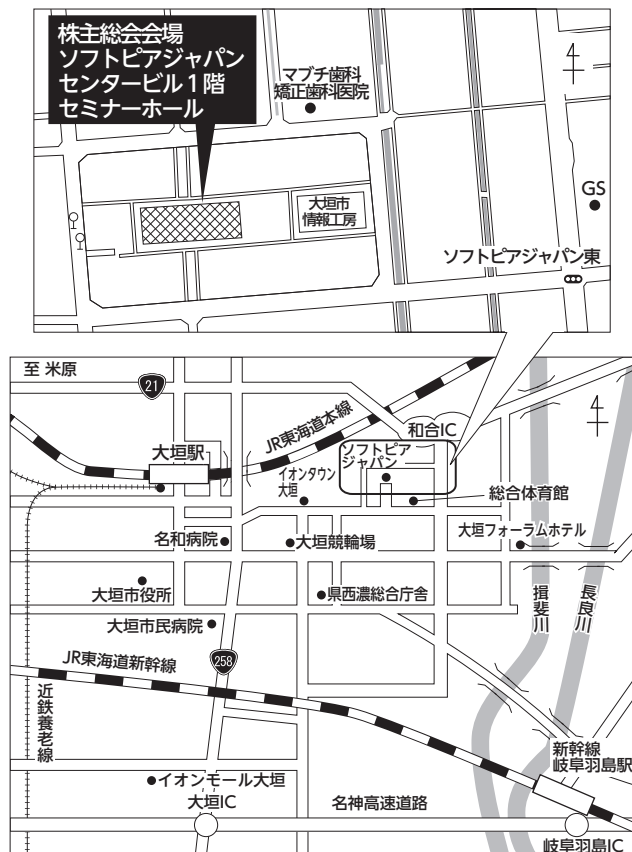 株主総会会場
ソフトピアジャパン
センタービル1階
セミナーホール
マブチ歯科
矯正歯科医院
大垣市
情報工房
GS
ソフトピアジャパン東
至 米原
21
大垣駅
JR東海道本線
和合IC
ソフトピア
ジャパン
イオンタウン
大垣
総合体育館
名和病院
大垣競輪場
大垣フォーラムホテル
大垣市役所
県西濃総合庁舎
揖斐川
長良川
大垣市民病院
JR東海道新幹線
258
近鉄養老線
新幹線
岐阜羽島駅
イオンモール大垣
大垣IC
名神高速道路
岐阜羽島IC